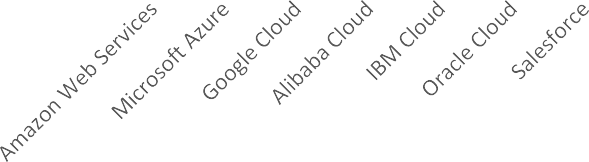 Amazon Web Services
Microsoft Azure
Google Cloud
Alibaba Cloud
IBM Cloud
Oracle Cloud
Salesforce